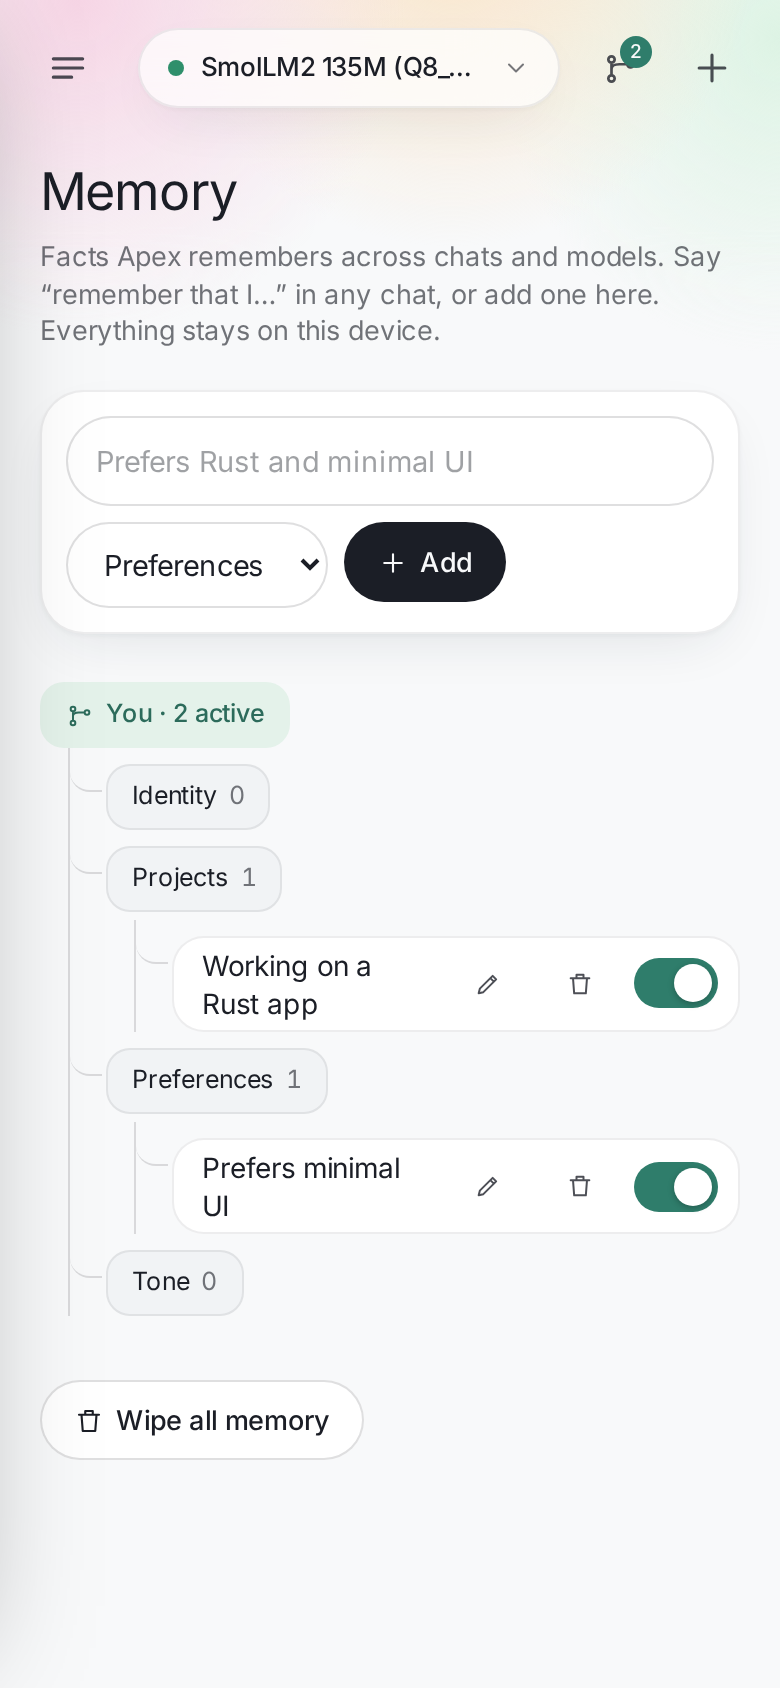 SmolLM2 135M (Q8_...
2
Memory
Facts Apex remembers across chats and models. Say
“remember that I...” in any chat, or add one here.
Everything stays on this device.
Prefers Rust and minimal UI
Preferences
Add
You · 2 active
Identity 0
Projects 1
Working on a
Rust app
Preferences 1
Prefers minimal
UI
Tone 0
Wipe all memory